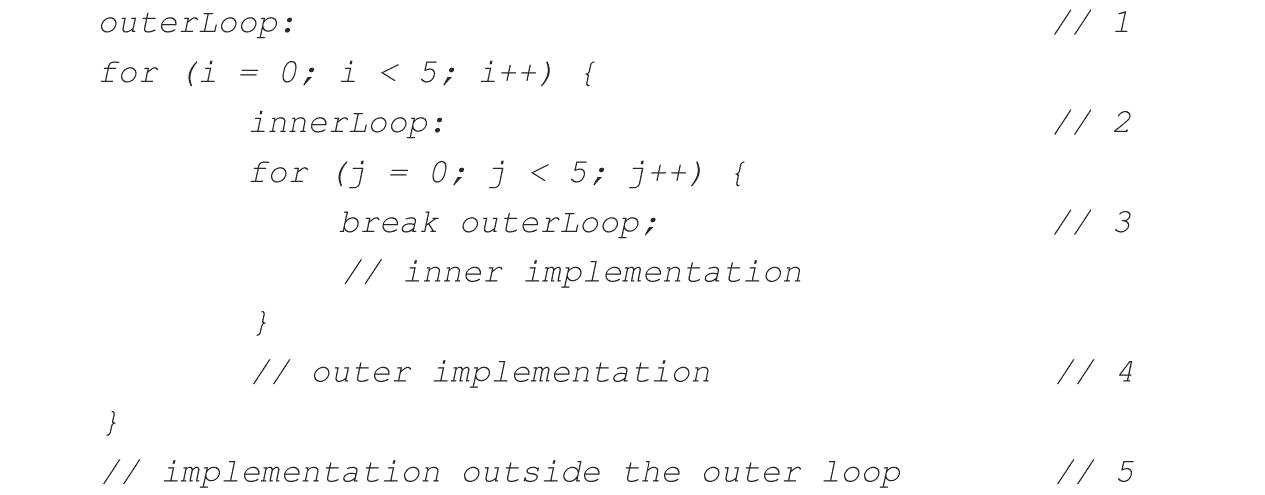 outerLoop: // 1
for (i = 0; i < 5; i++) {
innerLoop: // 2
for (j = 0; j < 5; j++) {
break outerLoop; // 3
// inner implementation
}
// outer implementation // 4
}
// implementation outside the outer loop // 5